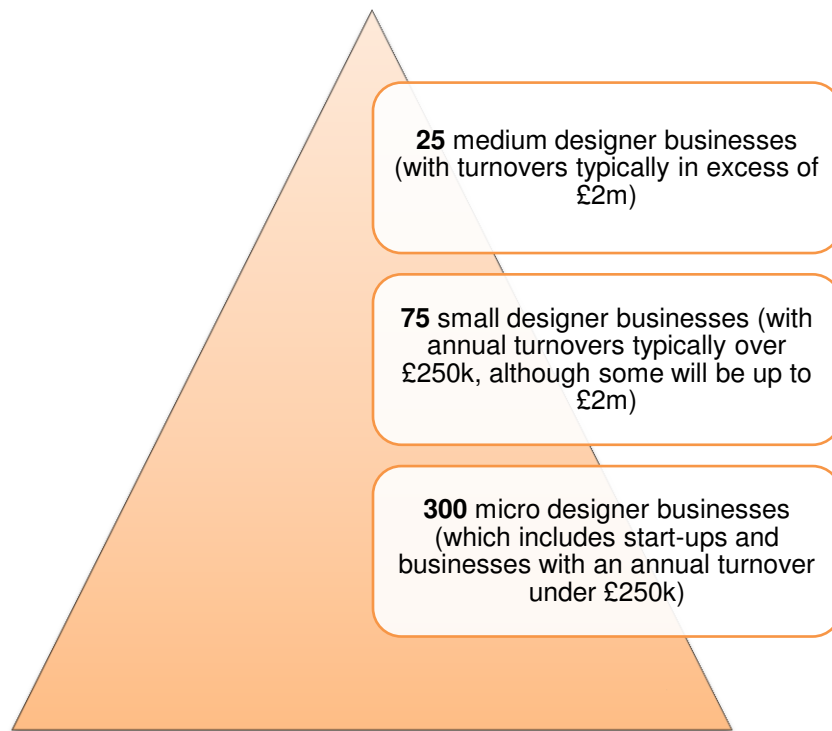 25 medium designer businesses
(with turnovers typically in excess of
£2m)
75 small designer businesses (with
annual turnovers typically over
£250k, although some will be up to
£2m)
300 micro designer businesses
(which includes start-ups and
businesses with an annual turnover
under £250k)